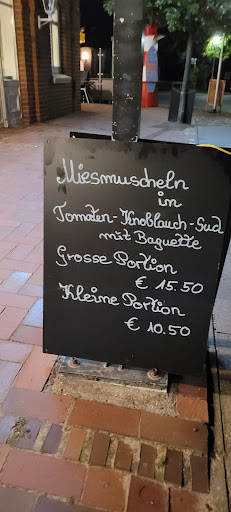 Miesmuscheln
in
Tomaten-Knoblauch-Sud
mit Baguette
Grosse Portion
€ 15.50
Kleine Portion
€ 10.50